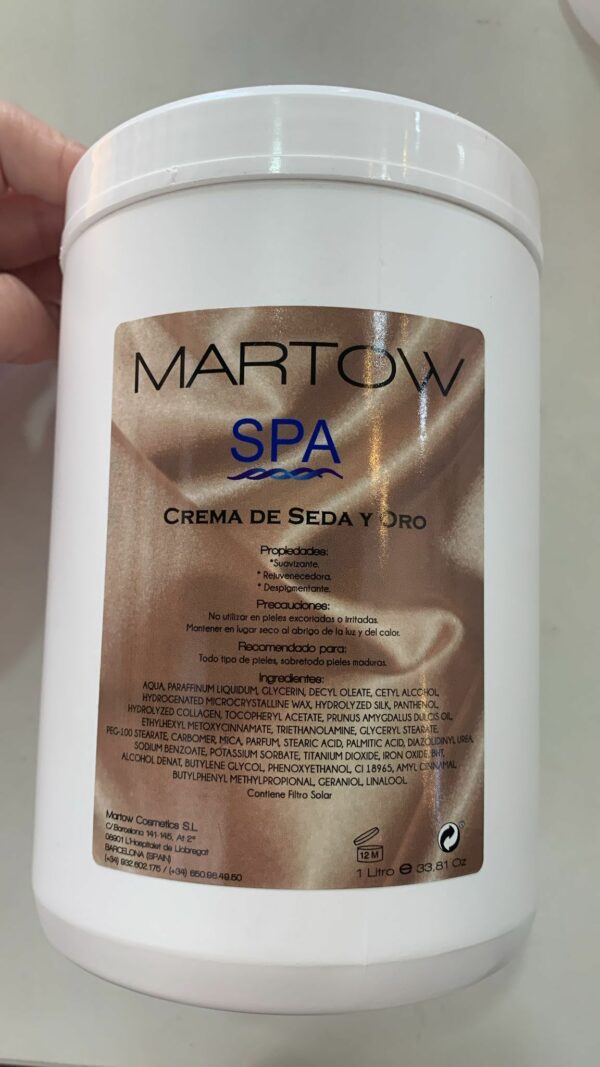 MARTOW
SPA
CREMA DE SEDA Y ORO
Propiedades:
*Suavizante.
* Rejuvenecedora.
* Despigmentante.
Precauciones:
No utilizar en pieles excoriadas o irritadas.
Mantener en lugar seco al abrigo de la luz y del calor.
Recomendado para:
Todo tipo de pieles, sobretodo pieles maduras.
Ingredientes:
AQUA, PARAFFINUM LIQUIDUM, GLYCERIN, DECYL OLEATE, CETYL ALCOHOL,
HYDROGENATED MICROCRYSTALLINE WAX, HYDROLYZED SILK, PANTHENOL,
HYDROLYZED COLLAGEN, TOCOPHERYL ACETATE, PRUNUS AMYGDALUS DULCIS OIL,
ETHYLHEXYL METOXYCINNAMATE, TRIETHANOLAMINE, GLYCERYL STEARATE,
PEG-100 STEARATE, CARBOMER, MRCA, PARFUM, STEARIC ACID, PALMITIC ACID, DIAZOLIDINYL UREA,
SODIUM BENZOATE, POTASSIUM SORBATE, TITANIUM DIOXIDE, IRON OXIDE, BHT,
ALCOHOL DENAT, BUTYLENE GLYCOL, PHENOXYETHANOL, CI 18965, AMYL CINNAMAL,
BUTYLPHENYL METHYLPROPIONAL, GERANIOL, LINALOOL
Contiene Filtro Solar
Martow Cosmetics S.L
C/ Barcelona 141-145, At 2ª
08901 L'Hospitalet de Llobregat
BARCELONA (SPAIN)
(+34) 932.602.175 / (+34) 650.98.49.50
12 M
1 Litro e 33,81 Oz